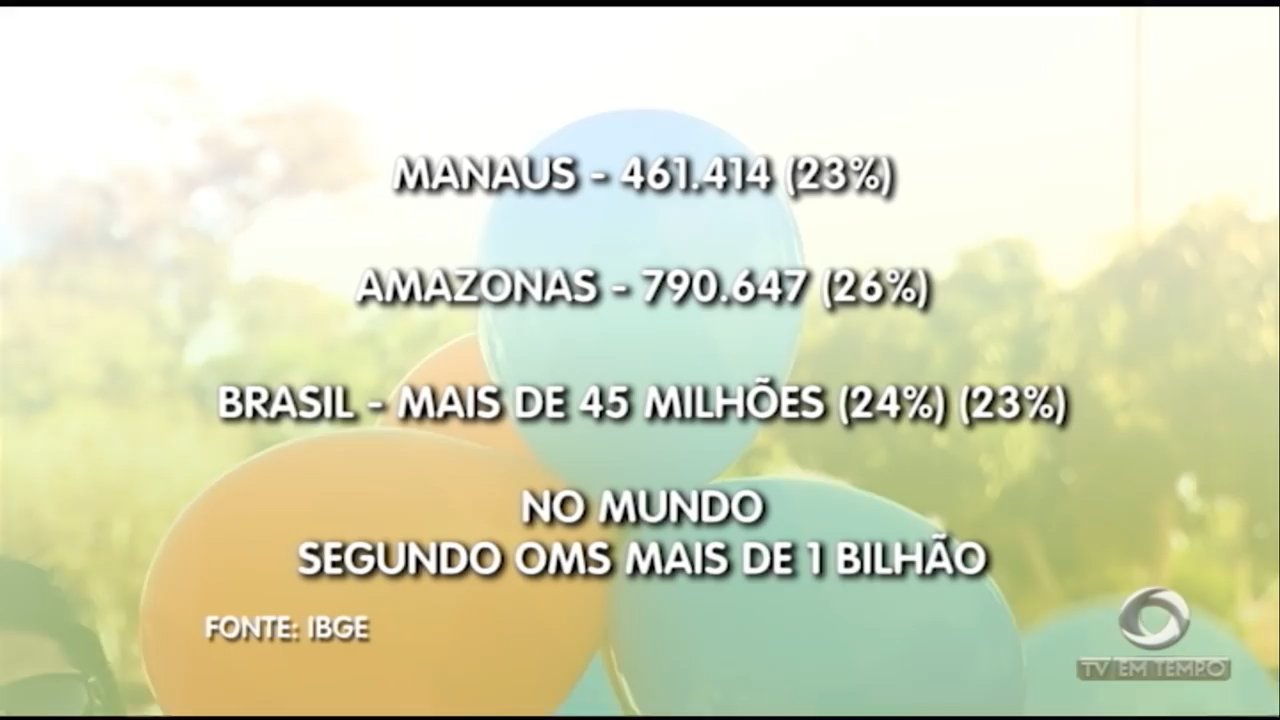 MANAUS - 461.414 (23%)
AMAZONAS - 790.647 (26%)
BRASIL - MAIS DE 45 MILHÕES (24%) (23%)
NO MUNDO
SEGUNDO OMS MAIS DE 1 BILHÃO
FONTE: IBGE
TV EM TEMPO